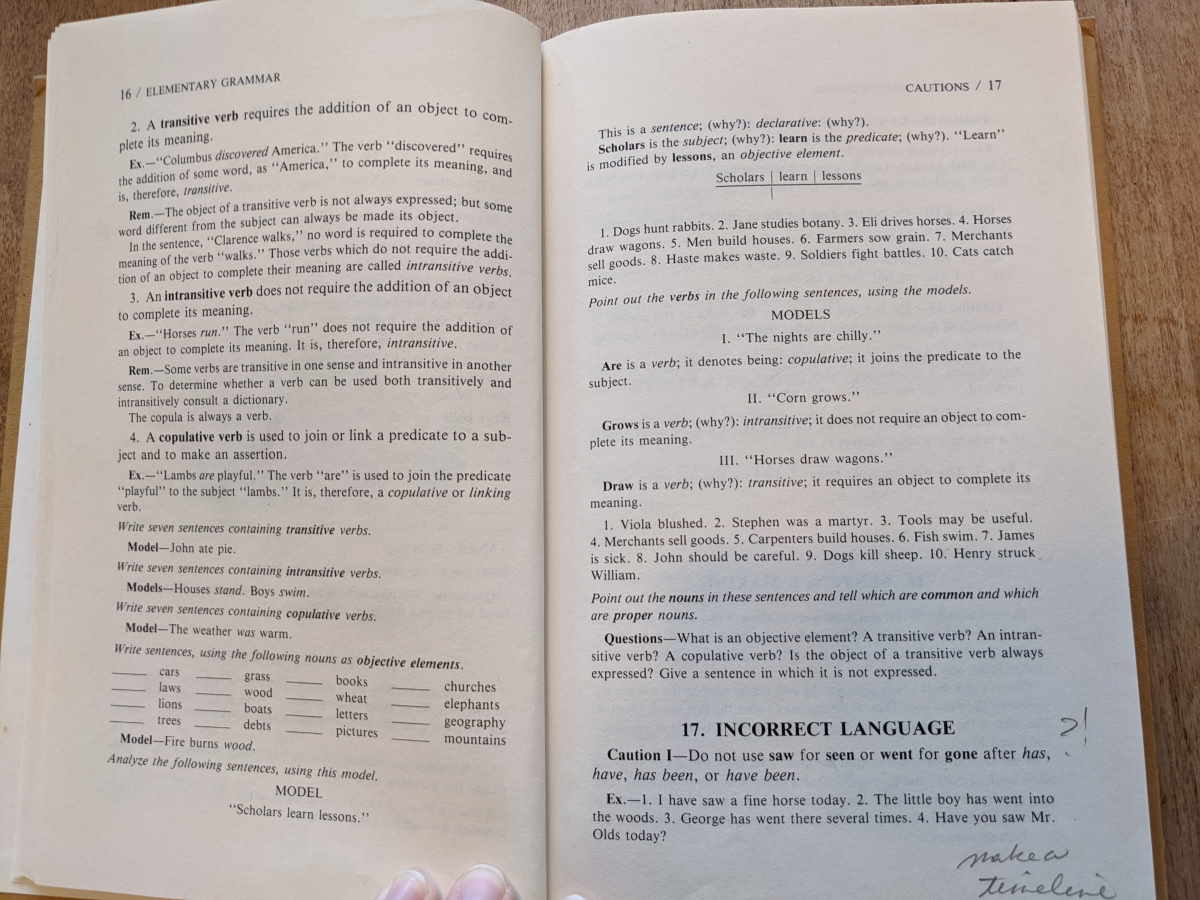 16 / ELEMENTARY GRAMMAR
2. A transitive verb requires the addition of an object to com-
plete its meaning.
Ex.—"Columbus discovered America." The verb "discovered" requires
the addition of some word, as "America," to complete its meaning, and
is, therefore, transitive.
Rem.—The object of a transitive verb is not always expressed; but some
word different from the subject can always be made its object.
In the sentence, "Clarence walks," no word is required to complete the
meaning of the verb "walks." Those verbs which do not require the addi-
tion of an object to complete their meaning are called intransitive verbs.
3. An intransitive verb does not require the addition of an object
to complete its meaning.
Ex.—"Horses run." The verb "run" does not require the addition of
an object to complete its meaning. It is, therefore, intransitive.
Rem.—Some verbs are transitive in one sense and intransitive in another
sense. To determine whether a verb can be used both transitively and
intransitively consult a dictionary.
The copula is always a verb.
4. A copulative verb is used to join or link a predicate to a sub-
ject and to make an assertion.
Ex.—"Lambs are playful." The verb "are" is used to join the predicate
"playful" to the subject "lambs." It is, therefore, a copulative or linking
verb.
Write seven sentences containing transitive verbs.
Model—John ate pie.
Write seven sentences containing intransitive verbs.
Models—Houses stand. Boys swim.
Write seven sentences containing copulative verbs.
Model—The weather was warm.
Write sentences, using the following nouns as objective elements.
_____ cars _____ grass _____ books _____ churches
_____ laws _____ wood _____ wheat _____ elephants
_____ lions _____ boats _____ letters _____ geography
_____ trees _____ debts _____ pictures _____ mountains
Model—Fire burns wood.
Analyze the following sentences, using this model.
MODEL
"Scholars learn lessons."
CAUTIONS / 17
This is a sentence; (why?): declarative: (why?).
Scholars is the subject; (why?): learn is the predicate; (why?). "Learn"
is modified by lessons, an objective element.
Scholars | learn | lessons
1. Dogs hunt rabbits. 2. Jane studies botany. 3. Eli drives horses. 4. Horses
draw wagons. 5. Men build houses. 6. Farmers sow grain. 7. Merchants
sell goods. 8. Haste makes waste. 9. Soldiers fight battles. 10. Cats catch
mice.
Point out the verbs in the following sentences, using the models.
MODELS
I. "The nights are chilly."
Are is a verb; it denotes being: copulative; it joins the predicate to the
subject.
II. "Corn grows."
Grows is a verb; (why?): intransitive; it does not require an object to com-
plete its meaning.
III. "Horses draw wagons."
Draw is a verb; (why?): transitive; it requires an object to complete its
meaning.
1. Viola blushed. 2. Stephen was a martyr. 3. Tools may be useful.
4. Merchants sell goods. 5. Carpenters build houses. 6. Fish swim. 7. James
is sick. 8. John should be careful. 9. Dogs kill sheep. 10. Henry struck
William.
Point out the nouns in these sentences and tell which are common and which
are proper nouns.
Questions—What is an objective element? A transitive verb? An intran-
sitive verb? A copulative verb? Is the object of a transitive verb always
expressed? Give a sentence in which it is not expressed.
17. INCORRECT LANGUAGE ?!
Caution I—Do not use saw for seen or went for gone after has,
have, has been, or have been.
Ex.—1. I have saw a fine horse today. 2. The little boy has went into
the woods. 3. George has went there several times. 4. Have you saw Mr.
Olds today?
make a
timeline